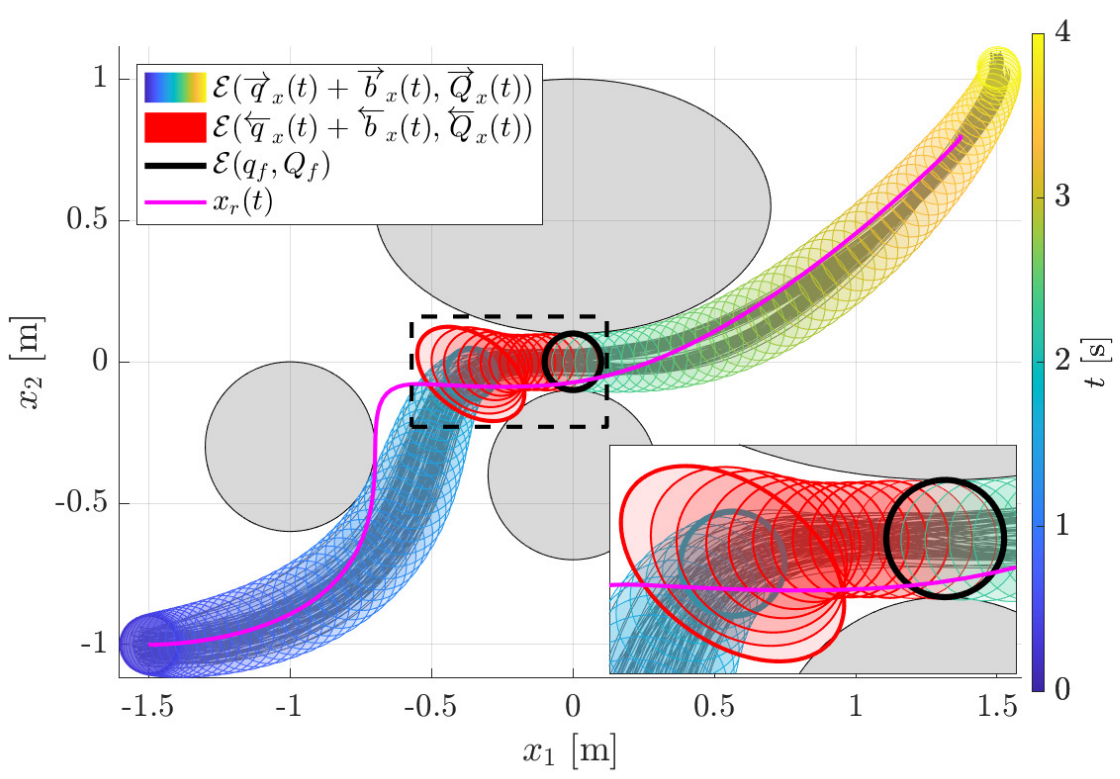 ℰ(q⃗ₓ(t) + b⃗ₓ(t), Q⃗ₓ(t))
ℰ(q⃖ₓ(t) + b⃖ₓ(t), Q⃖ₓ(t))
ℰ(q_f, Q_f)
x_r(t)
1
0.5
0
-0.5
-1
x₂ [m]
-1.5
-1
-0.5
0
0.5
1
1.5
x₁ [m]
4
3
2
1
0
t [s]